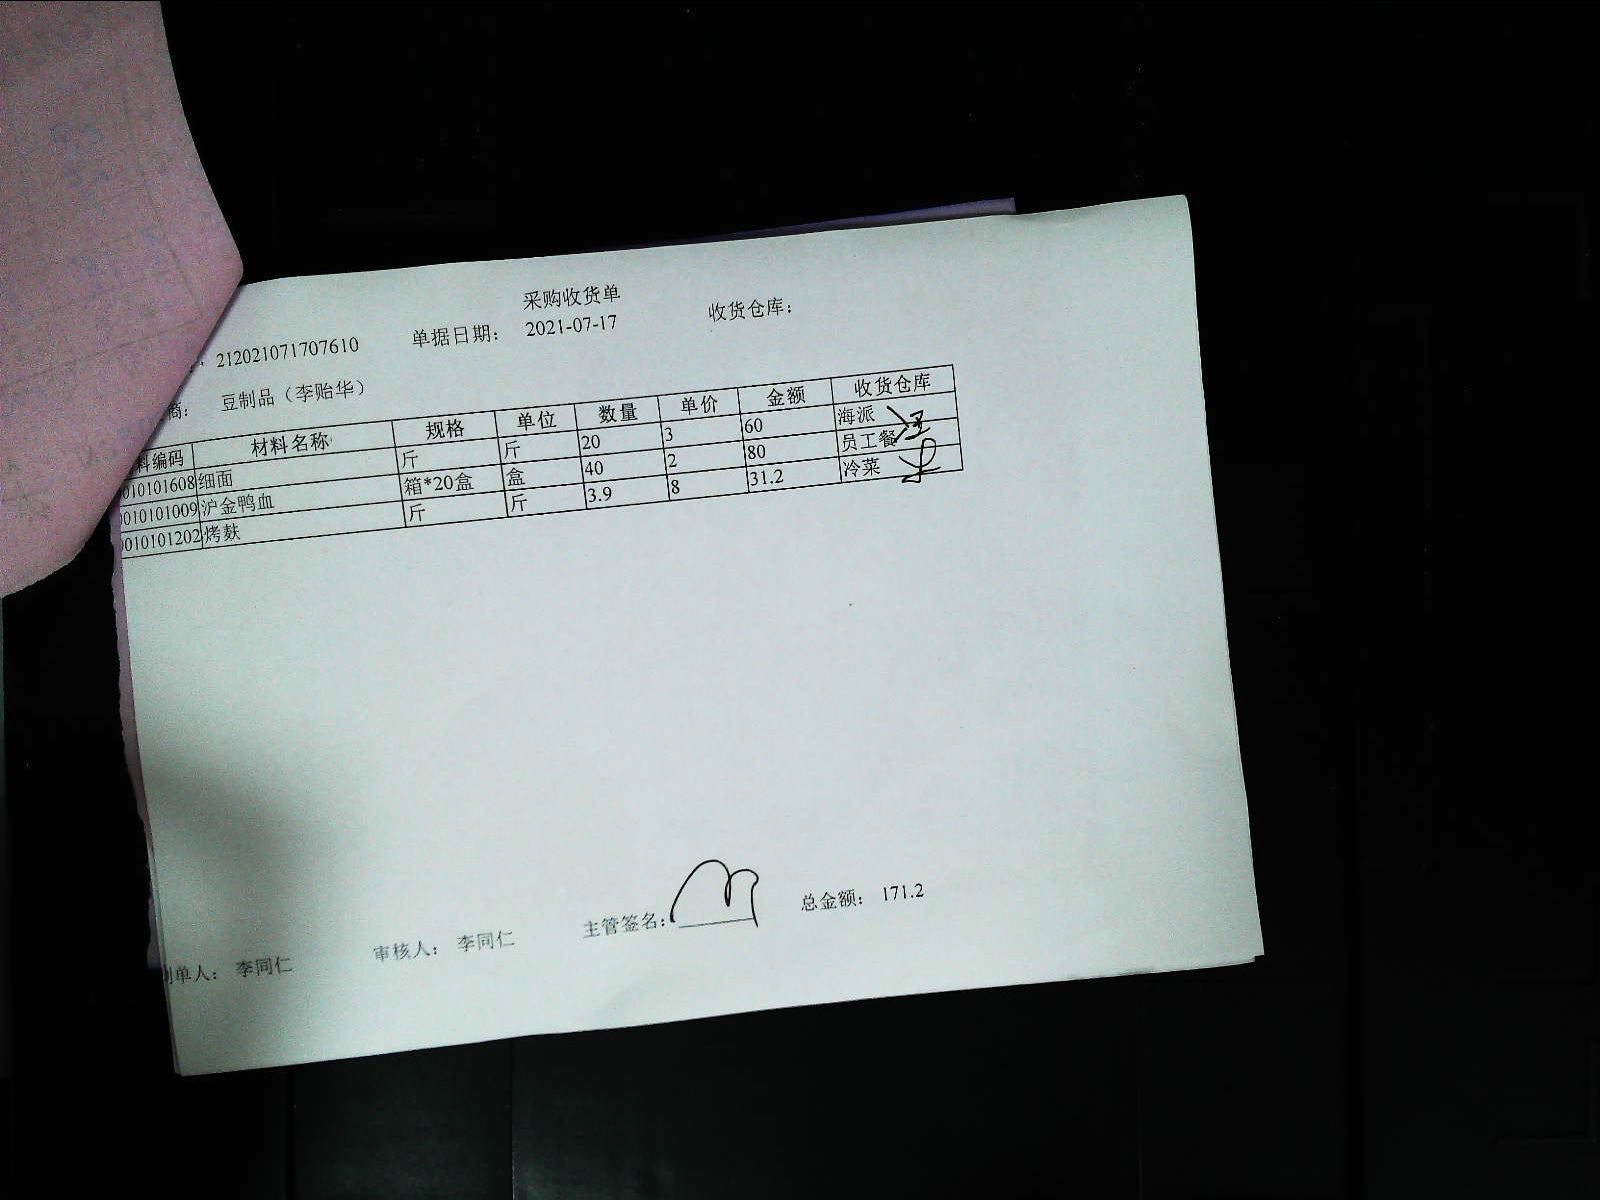 采购收货单
212021071707610 单据日期： 2021-07-17 收货仓库：
商： 豆制品（李贻华）
料编码 材料名称 规格 单位 数量 单价 金额 收货仓库
010101608 细面 斤 斤 20 3 60 海派
010101009 沪金鸭血 箱*20盒 盒 40 2 80 员工餐
010101202 烤麸 斤 斤 3.9 8 31.2 冷菜
制单人： 李同仁 审核人： 李同仁 主管签名： 总金额： 171.2